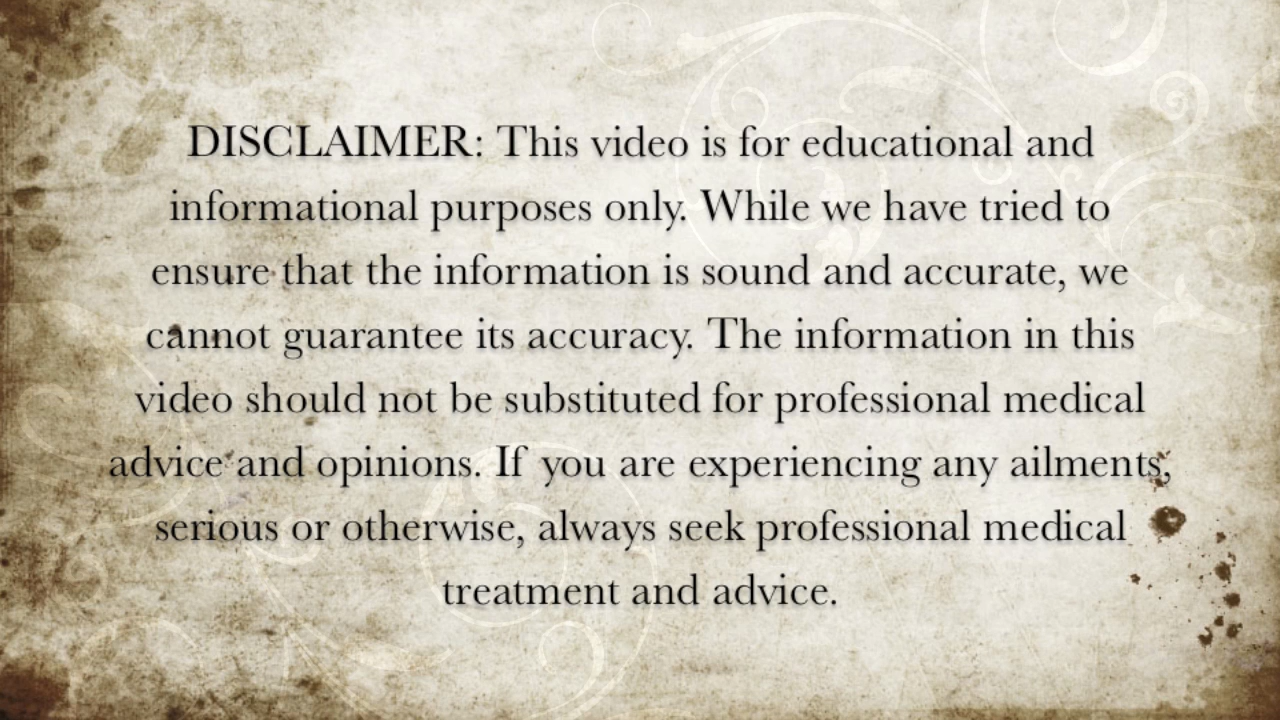 DISCLAIMER: This video is for educational and
informational purposes only. While we have tried to
ensure that the information is sound and accurate, we
cannot guarantee its accuracy. The information in this
video should not be substituted for professional medical
advice and opinions. If you are experiencing any ailments,
serious or otherwise, always seek professional medical
treatment and advice.